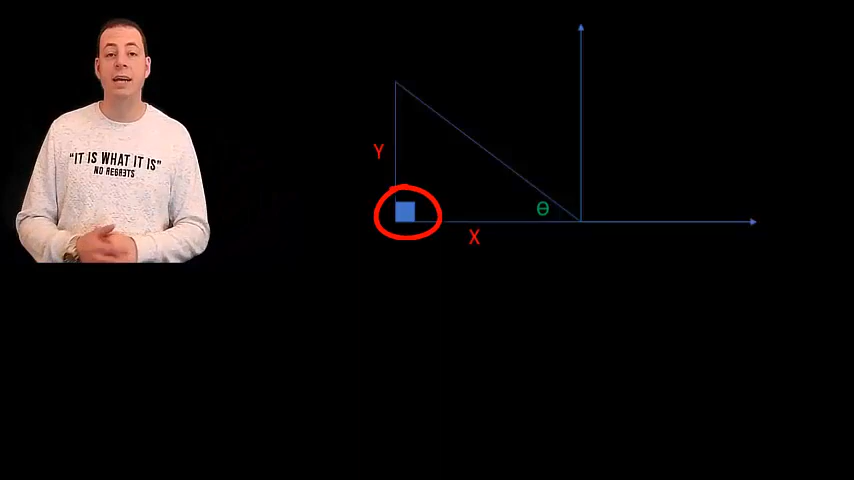 "IT IS WHAT IT IS"
NO REGRETS
Y
Θ
X